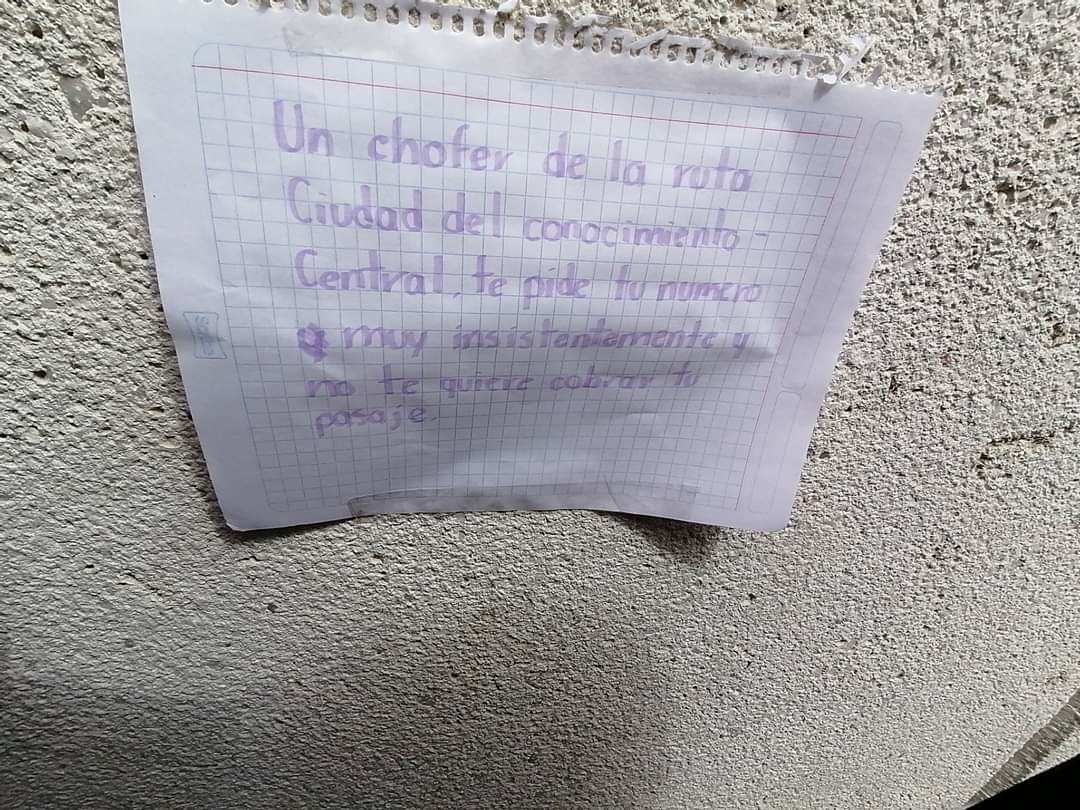 Un chofer de la ruta
Ciudad del conocimiento -
Central, te pide tu numero
muy insistentemente y
no te quiere cobrar tu
pasaje.